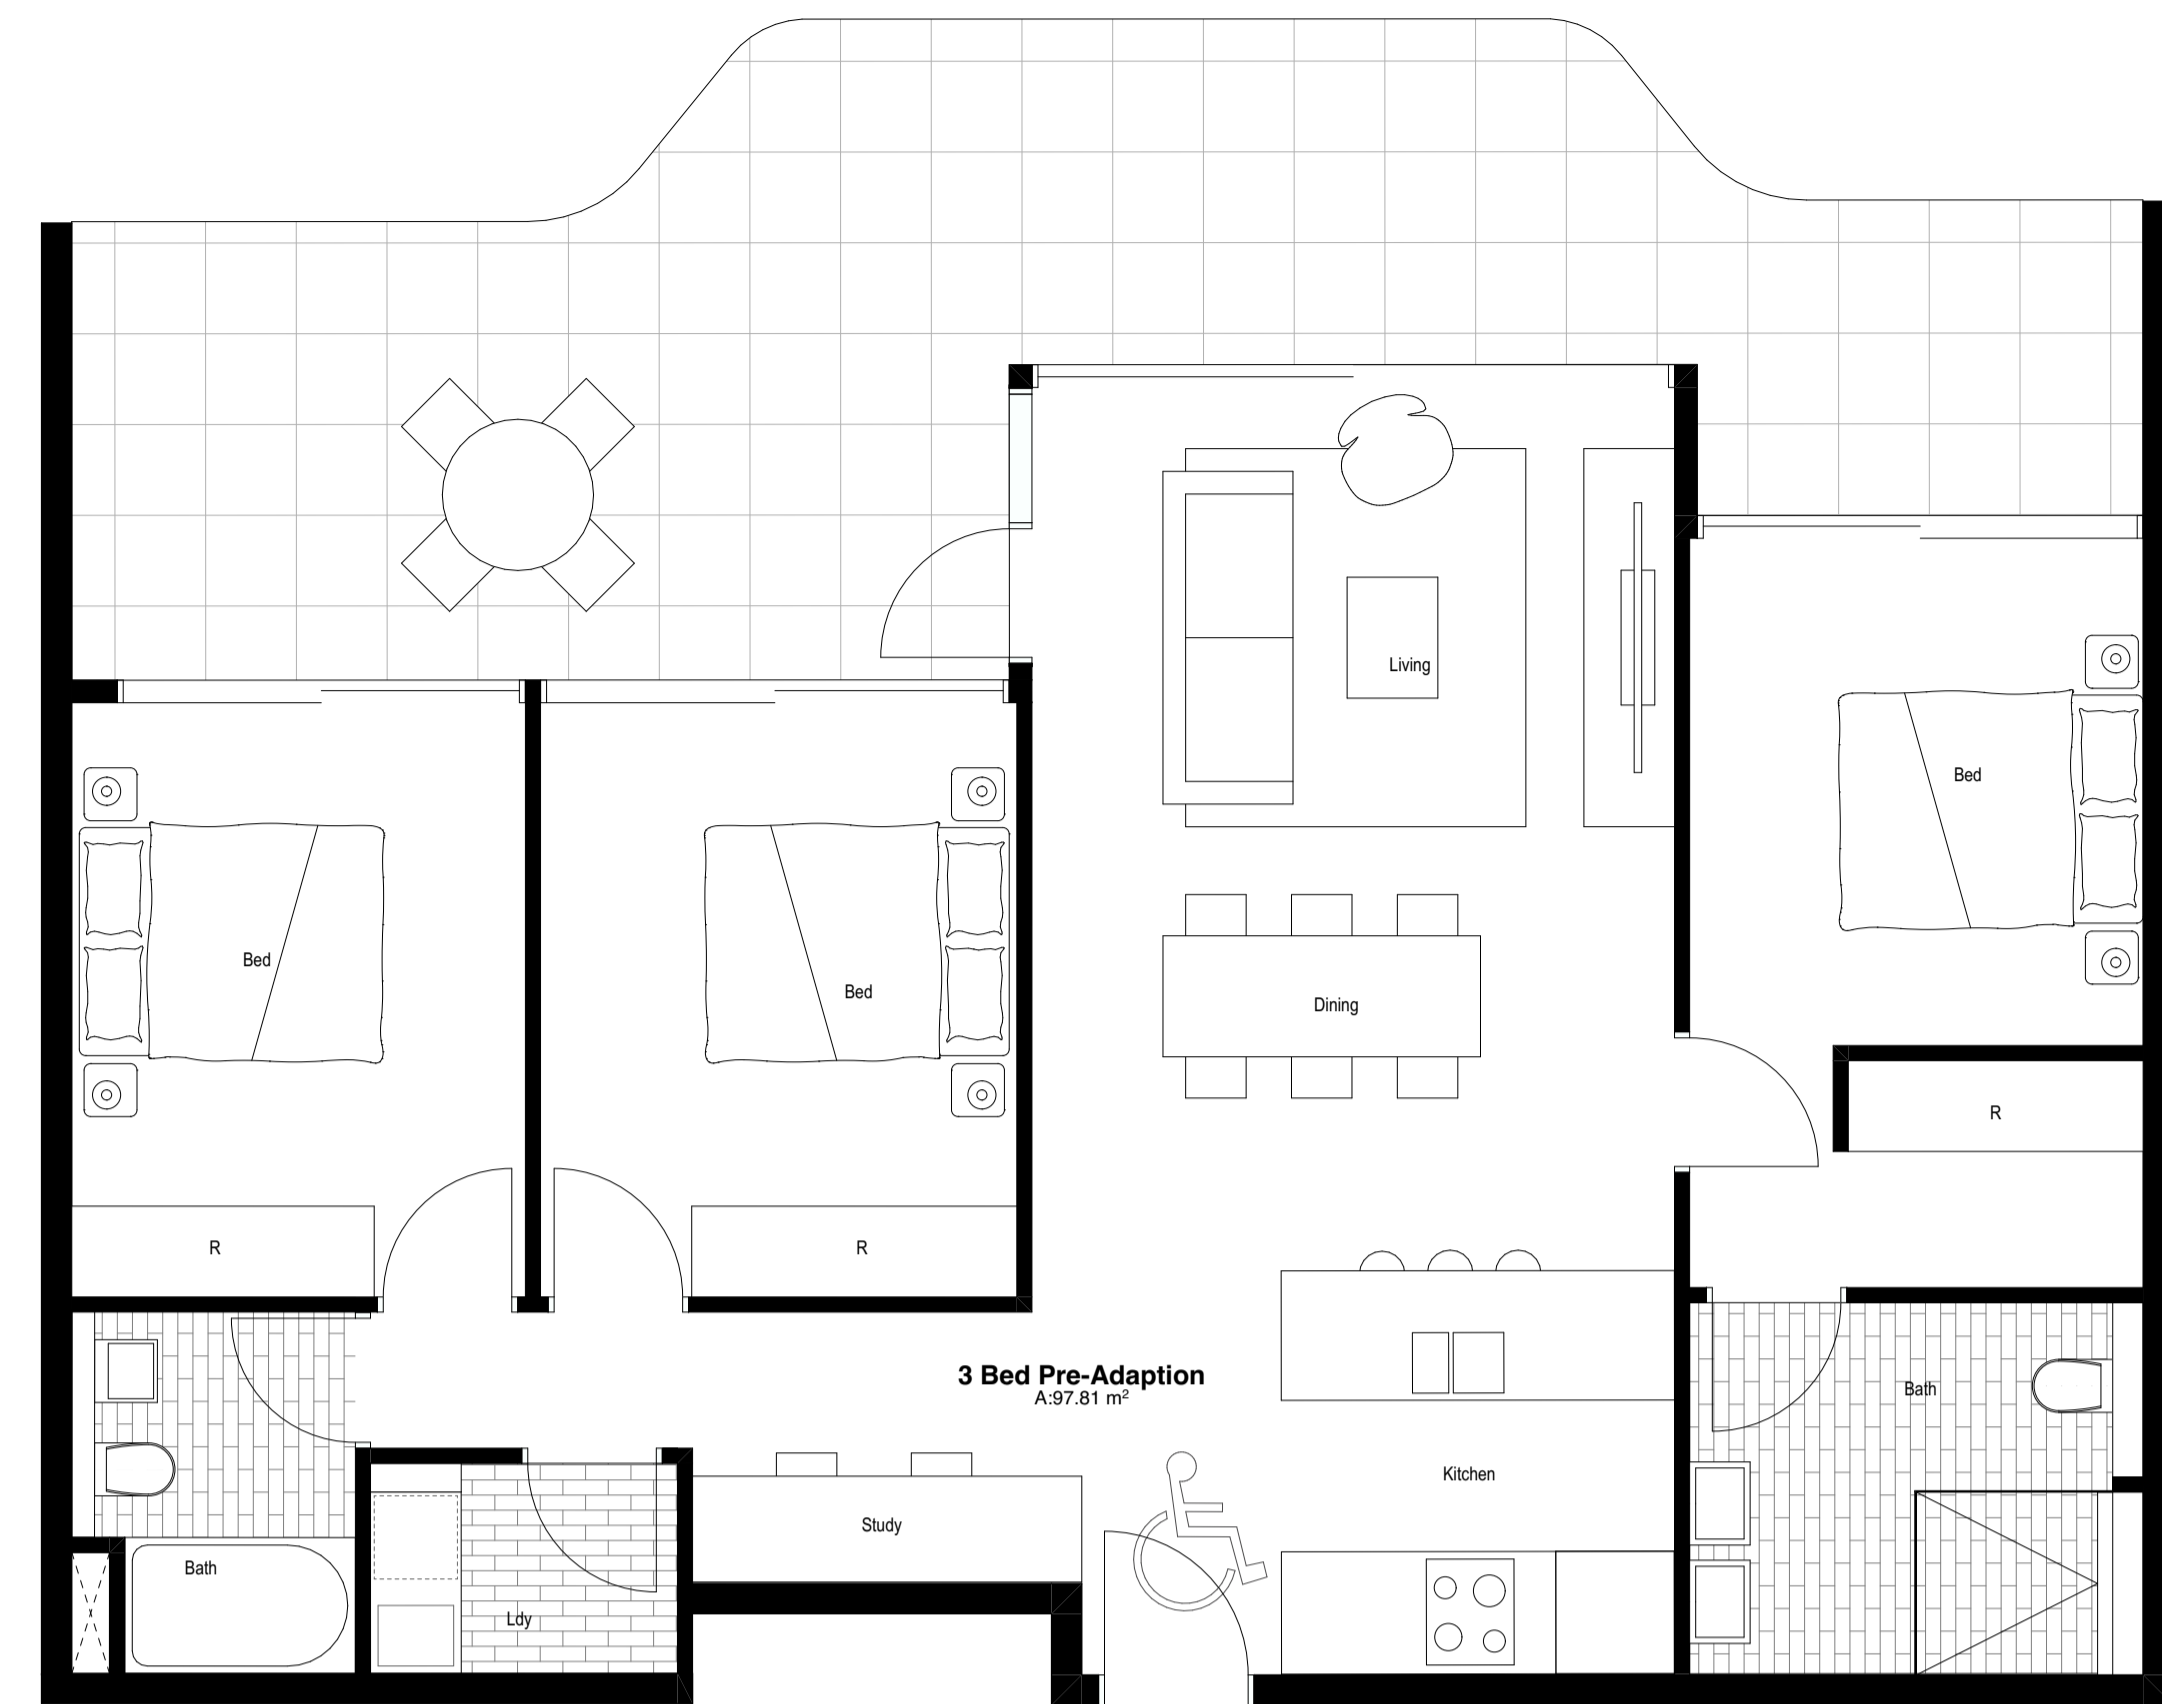 Living
Bed
Bed
Bed
Dining
R
R
R
3 Bed Pre-Adaption
A:97.81 m²
Bath
Kitchen
Study
Bath
Ldy